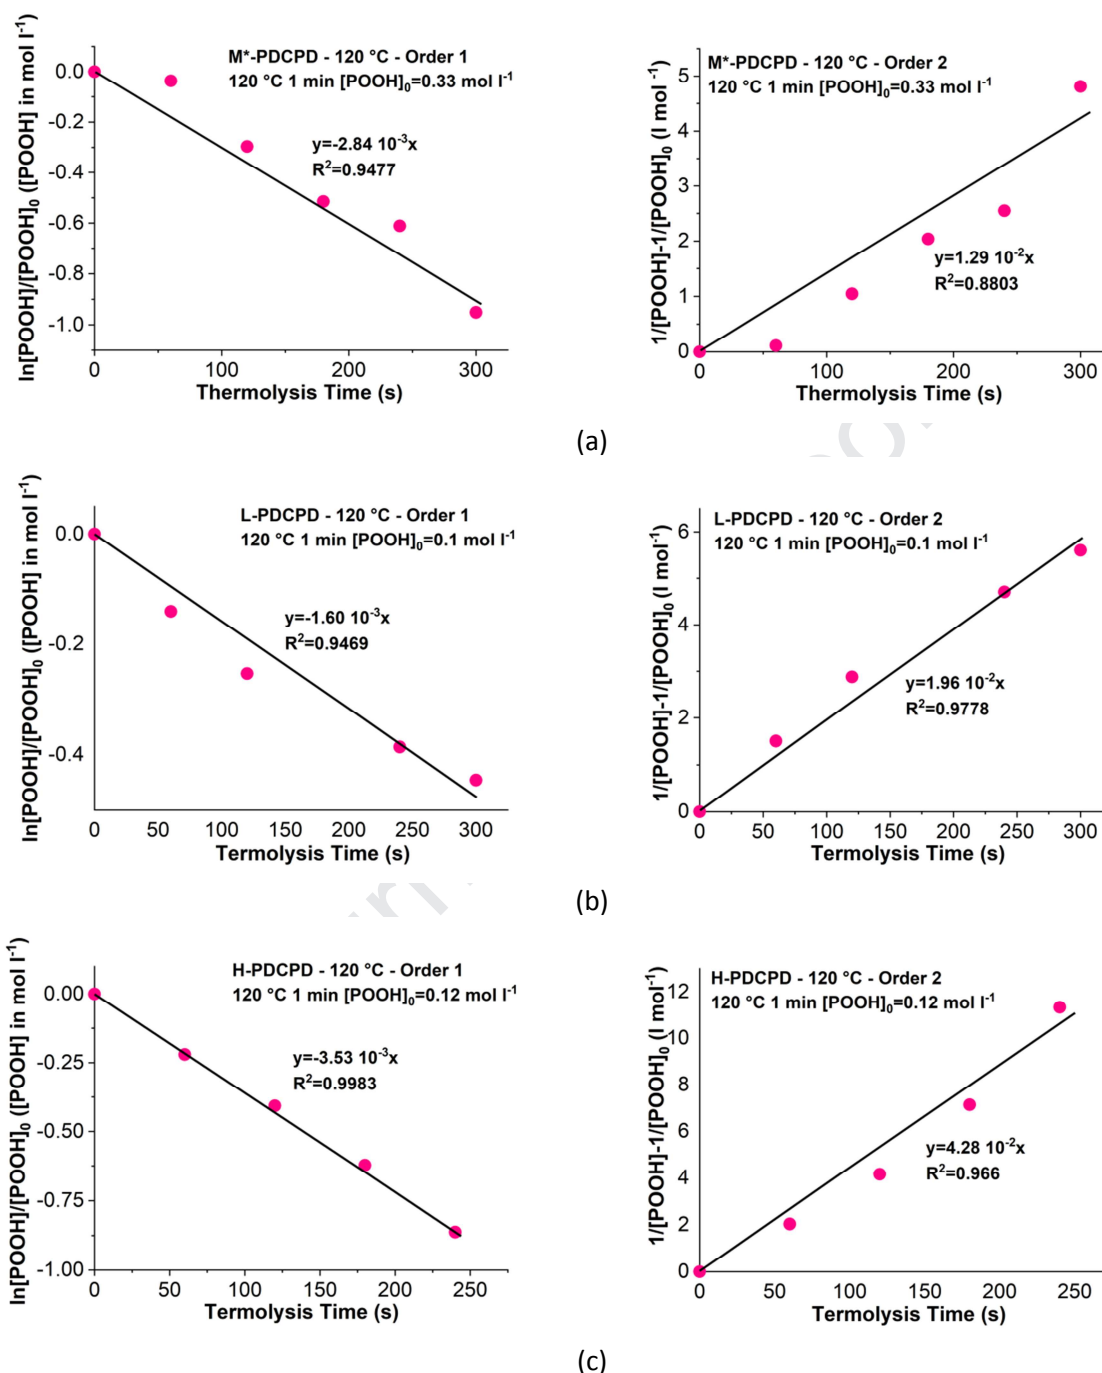 M*-PDCPD - 120 °C - Order 1
120 °C 1 min [POOH]₀=0.33 mol l⁻¹
y=-2.84 10⁻³x
R²=0.9477
ln[POOH]/[POOH]₀ ([POOH] in mol l⁻¹)
0.0
-0.2
-0.4
-0.6
-0.8
-1.0
0 50 100 150 200 250 300
Thermolysis Time (s)
M*-PDCPD - 120 °C - Order 2
120 °C 1 min [POOH]₀=0.33 mol l⁻¹
y=1.29 10⁻²x
R²=0.8803
1/[POOH]-1/[POOH]₀ (l mol⁻¹)
5
4
3
2
1
0
0 100 200 300
Thermolysis Time (s)
(a)
L-PDCPD - 120 °C - Order 1
120 °C 1 min [POOH]₀=0.1 mol l⁻¹
y=-1.60 10⁻³x
R²=0.9469
ln[POOH]/[POOH]₀ ([POOH] in mol l⁻¹)
0.0
-0.2
-0.4
0 50 100 150 200 250 300
Termolysis Time (s)
L-PDCPD - 120 °C - Order 2
120 °C 1 min [POOH]₀=0.1 mol l⁻¹
y=1.96 10⁻²x
R²=0.9778
1/[POOH]-1/[POOH]₀ (l mol⁻¹)
6
4
2
0
0 50 100 150 200 250 300
Termolysis Time (s)
(b)
H-PDCPD - 120 °C - Order 1
120 °C 1 min [POOH]₀=0.12 mol l⁻¹
y=-3.53 10⁻³x
R²=0.9983
ln[POOH]/[POOH]₀ ([POOH] in mol l⁻¹)
0.00
-0.25
-0.50
-0.75
-1.00
0 50 100 150 200 250
Termolysis Time (s)
H-PDCPD - 120 °C - Order 2
120 °C 1 min [POOH]₀=0.12 mol l⁻¹
y=4.28 10⁻²x
R²=0.966
1/[POOH]-1/[POOH]₀ (l mol⁻¹)
12
10
8
6
4
2
0
0 50 100 150 200 250
Termolysis Time (s)
(c)